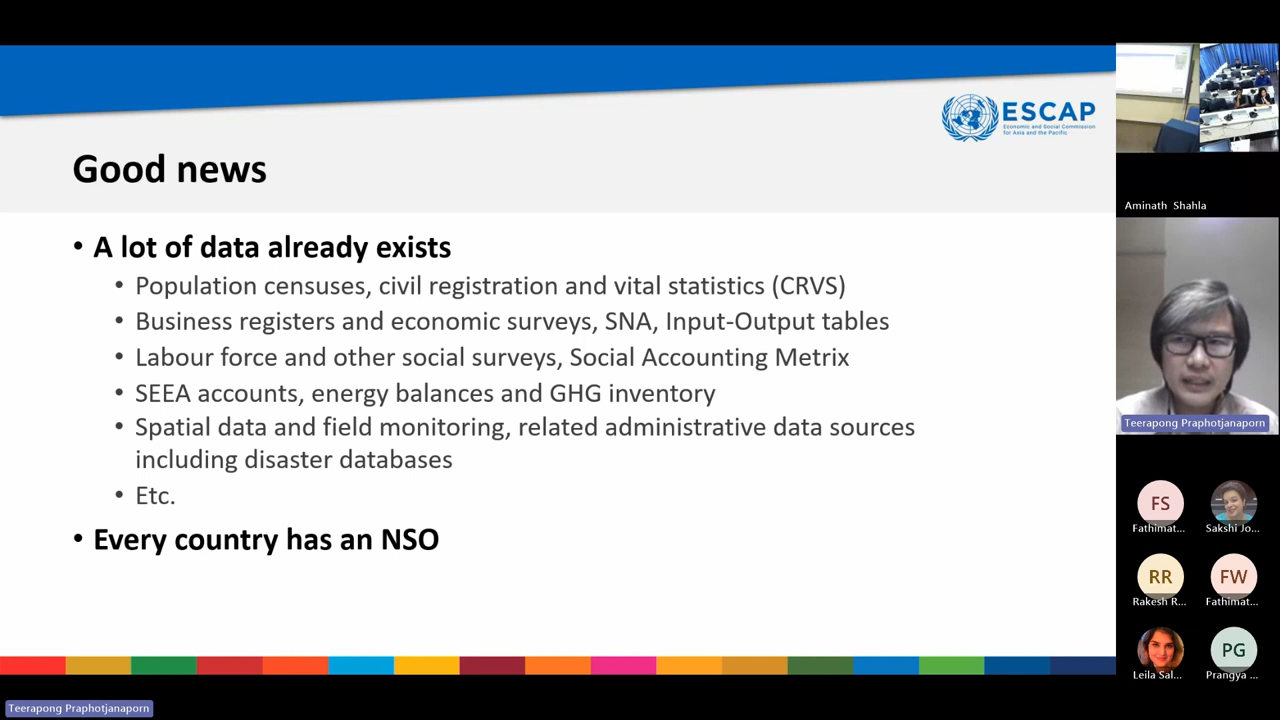 ESCAP
Economic and Social Commission
for Asia and the Pacific
Good news
• A lot of data already exists
• Population censuses, civil registration and vital statistics (CRVS)
• Business registers and economic surveys, SNA, Input-Output tables
• Labour force and other social surveys, Social Accounting Metrix
• SEEA accounts, energy balances and GHG inventory
• Spatial data and field monitoring, related administrative data sources
including disaster databases
• Etc.
• Every country has an NSO
Aminath Shahla
Teerapong Praphotjanaporn
FS
Fathimat...
Sakshi Jo...
RR
Rakesh R...
FW
Fathimat...
Leila Sal...
PG
Prangya ...
Teerapong Praphotjanaporn